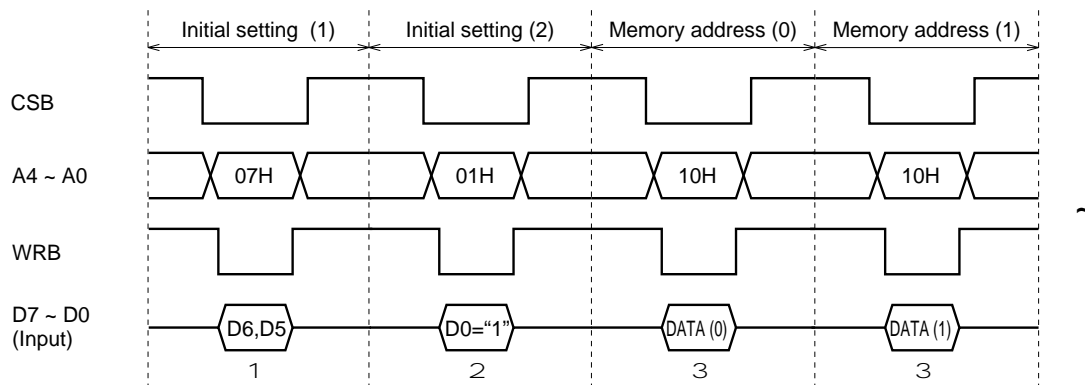 Initial setting (1) Initial setting (2) Memory address (0) Memory address (1)
CSB
A4 ~ A0 07H 01H 10H 10H
WRB
D7 ~ D0
(Input) D6,D5 D0=“1” DATA (0) DATA (1)
1 2 3 3
~